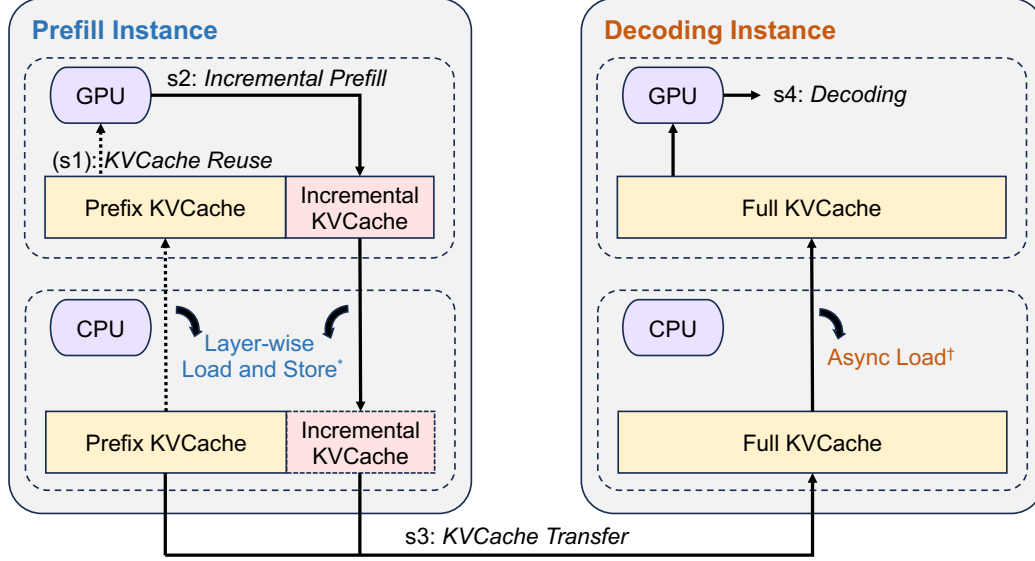 Prefill Instance
GPU
s2: Incremental Prefill
(s1): KVCache Reuse
Prefix KVCache
Incremental
KVCache
CPU
Layer-wise
Load and Store*
Prefix KVCache
Incremental
KVCache
s3: KVCache Transfer
Decoding Instance
GPU
s4: Decoding
Full KVCache
CPU
Async Load†
Full KVCache